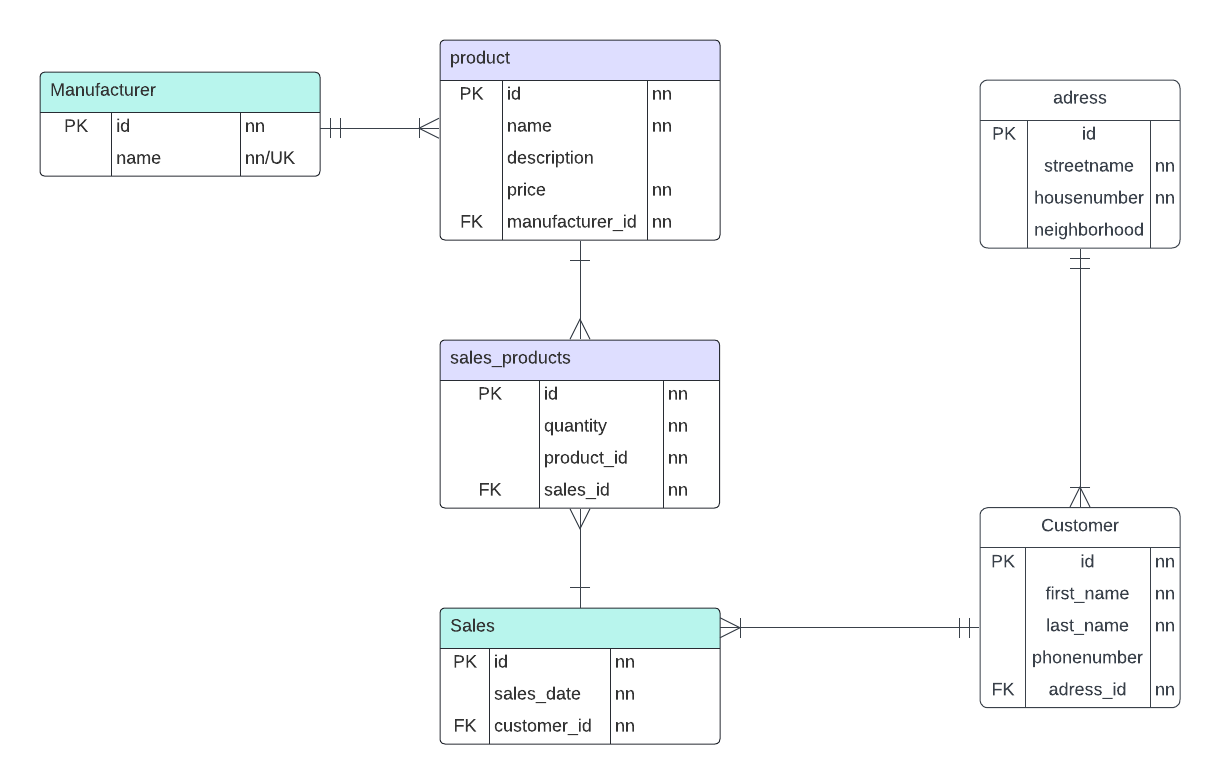 Manufacturer
PK id nn
name nn/UK
product
PK id nn
name nn
description
price nn
FK manufacturer_id nn
adress
PK id
streetname nn
housenumber nn
neighborhood
sales_products
PK id nn
quantity nn
product_id nn
FK sales_id nn
Customer
PK id nn
first_name nn
last_name nn
phonenumber
FK adress_id nn
Sales
PK id nn
sales_date nn
FK customer_id nn